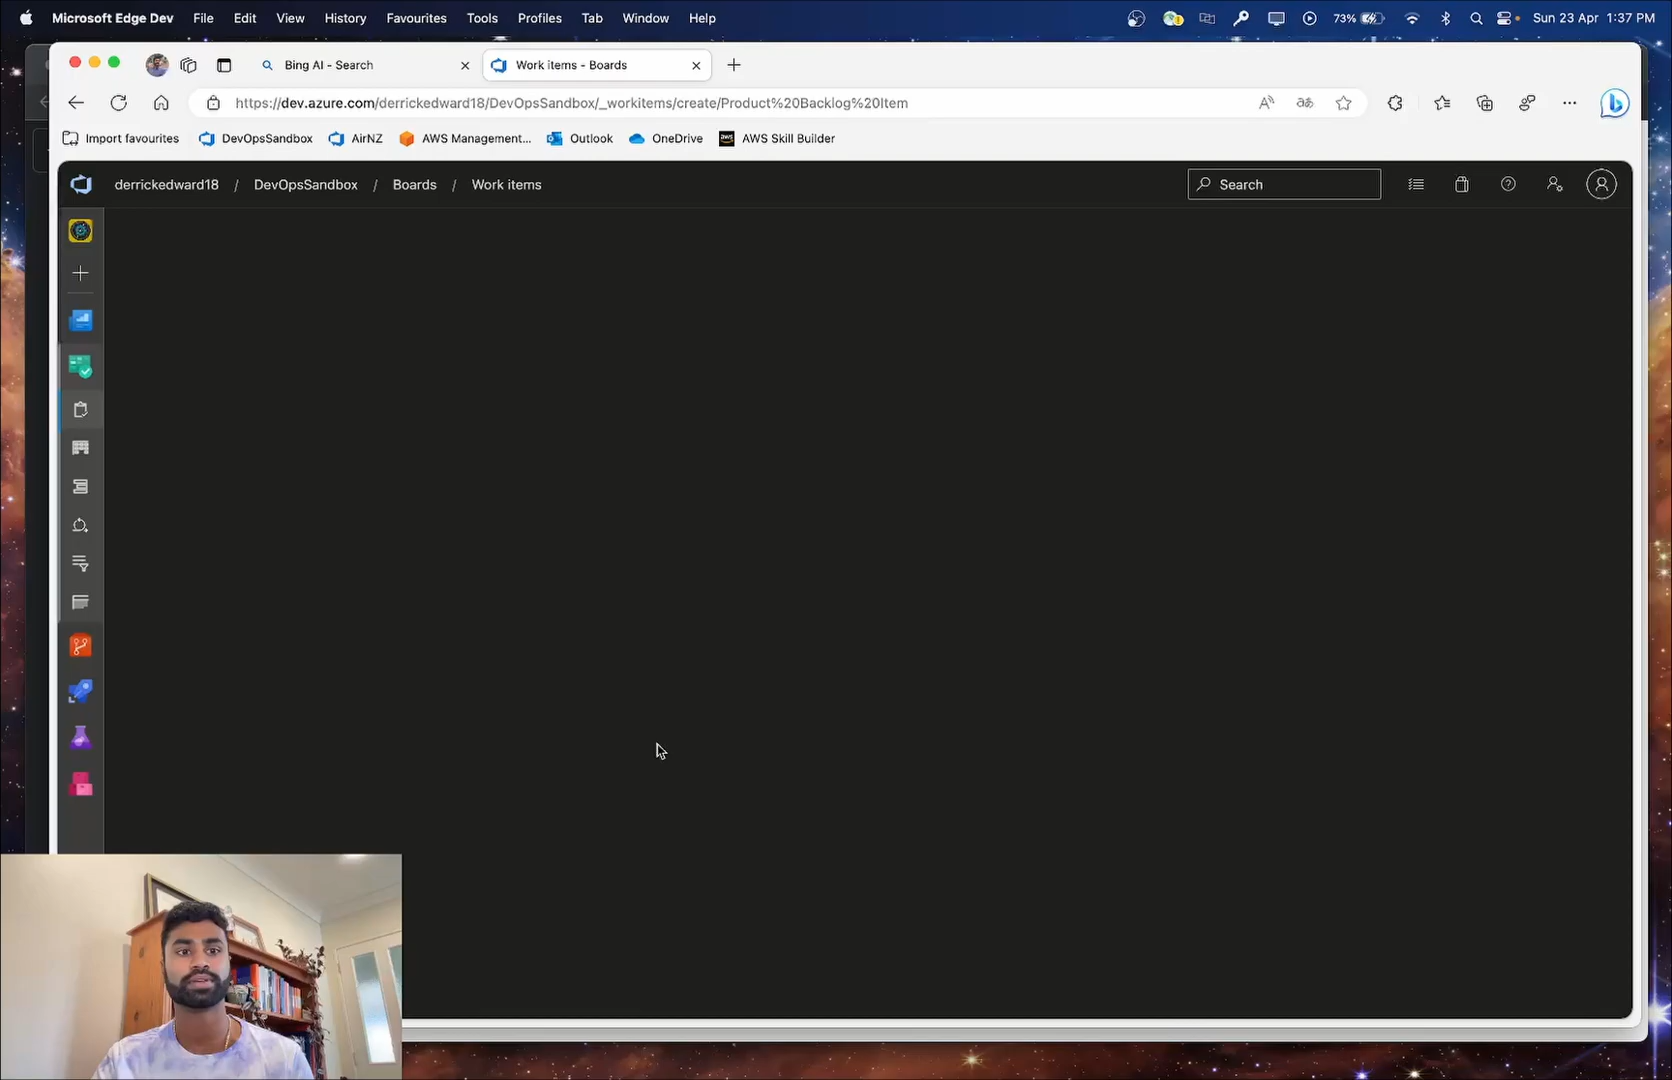 Microsoft Edge Dev File Edit View History Favourites Tools Profiles Tab Window Help 73% Sun 23 Apr 1:37 PM
Bing AI - Search Work items - Boards
https://dev.azure.com/derrickedward18/DevOpsSandbox/_workitems/create/Product%20Backlog%20Item
Import favourites DevOpsSandbox AirNZ AWS Management... Outlook OneDrive aws AWS Skill Builder
derrickedward18 / DevOpsSandbox / Boards / Work items Search